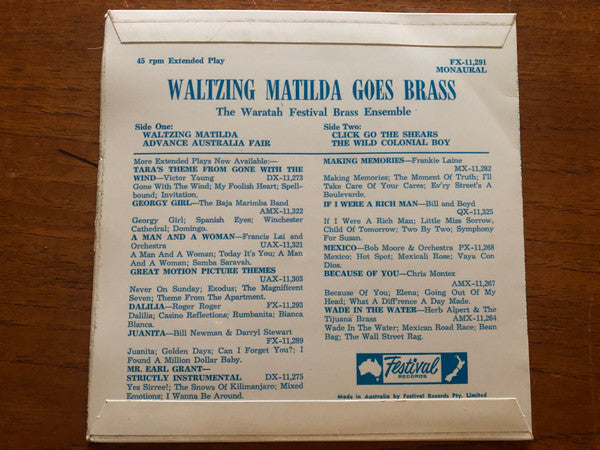 45 rpm Extended Play
FX-11,291
MONAURAL
WALTZING MATILDA GOES BRASS
The Waratah Festival Brass Ensemble
Side One:
WALTZING MATILDA
ADVANCE AUSTRALIA FAIR
Side Two:
CLICK GO THE SHEARS
THE WILD COLONIAL BOY
More Extended Plays Now Available:—
TARA'S THEME FROM GONE WITH THE
WIND—Victor Young DX-11,273
Gone With The Wind; My Foolish Heart; Spell-
bound; Invitation.
GEORGY GIRL—The Baja Marimba Band
AMX-11,322
Georgy Girl; Spanish Eyes; Winchester
Cathedral; Domingo.
A MAN AND A WOMAN—Francis Lai and
Orchestra UAX-11,321
A Man And A Woman; Today It's You; A Man
And A Woman; Samba Saravah.
GREAT MOTION PICTURE THEMES
UAX-11,303
Never On Sunday; Exodus; The Magnificent
Seven; Theme From The Apartment.
DALILIA—Roger Roger FX-11,293
Dalilia; Casino Reflections; Rumbanita; Bianca
Blanca.
JUANITA—Bill Newman & Darryl Stewart
FX-11,289
Juanita; Golden Days; Can I Forget You?; I
Found A Million Dollar Baby.
MR. EARL GRANT—
STRICTLY INSTRUMENTAL DX-11,275
Yes Sirree!; The Snows Of Kilimanjaro; Mixed
Emotions; I Wanna Be Around.
MAKING MEMORIES—Frankie Laine
MX-11,282
Making Memories; The Moment Of Truth; I'll
Take Care Of Your Cares; Ev'ry Street's A
Boulevarde.
IF I WERE A RICH MAN—Bill and Boyd
QX-11,325
If I Were A Rich Man; Little Miss Sorrow,
Child Of Tomorrow; Two By Two; Symphony
For Susan.
MEXICO—Bob Moore & Orchestra PX-11,268
Mexico; Hot Spot; Mexicali Rose; Vaya Con
Dios.
BECAUSE OF YOU—Chris Montez
AMX-11,267
Because Of You; Elena; Going Out Of My
Head; What A Diff'rence A Day Made.
WADE IN THE WATER—Herb Alpert & The
Tijuana Brass AMX-11,264
Wade In The Water; Mexican Road Race; Bean
Bag; The Wall Street Rag.
Festival
RECORDS
Made in Australia by Festival Records Pty. Limited